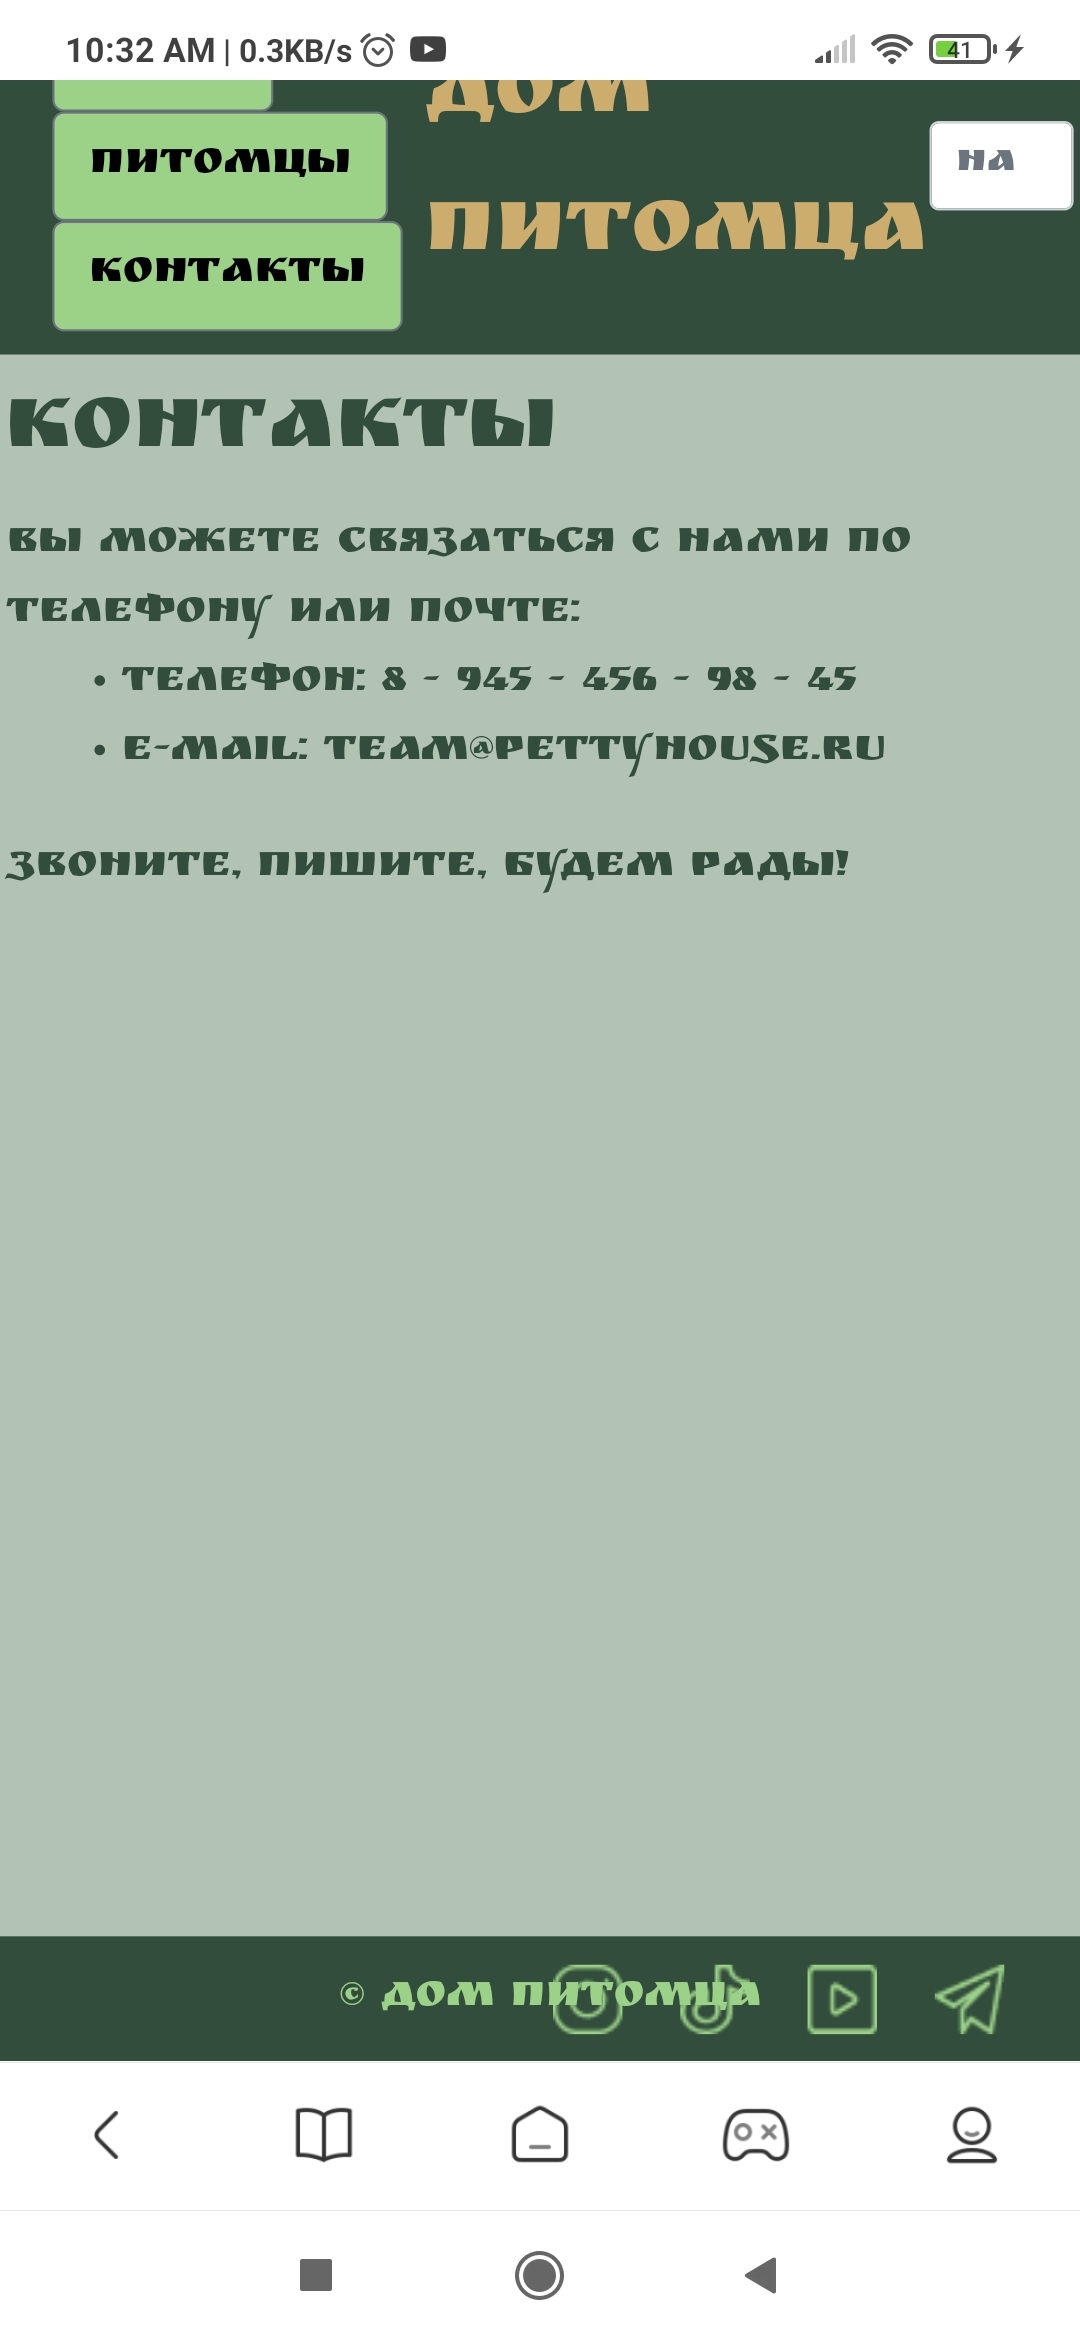 10:32 AM | 0.3KB/s
41
ДОМ
ПИТОМЦА
ПИТОМЦЫ
КОНТАКТЫ
НА
КОНТАКТЫ
ВЫ МОЖЕТЕ СВЯЗАТЬСЯ С НАМИ ПО
ТЕЛЕФОНУ ИЛИ ПОЧТЕ:
• ТЕЛЕФОН: 8 - 945 - 456 - 98 - 45
• E-MAIL: TEAM@PETTYHOUSE.RU
ЗВОНИТЕ, ПИШИТЕ, БУДЕМ РАДЫ!
© ДОМ ПИТОМЦА